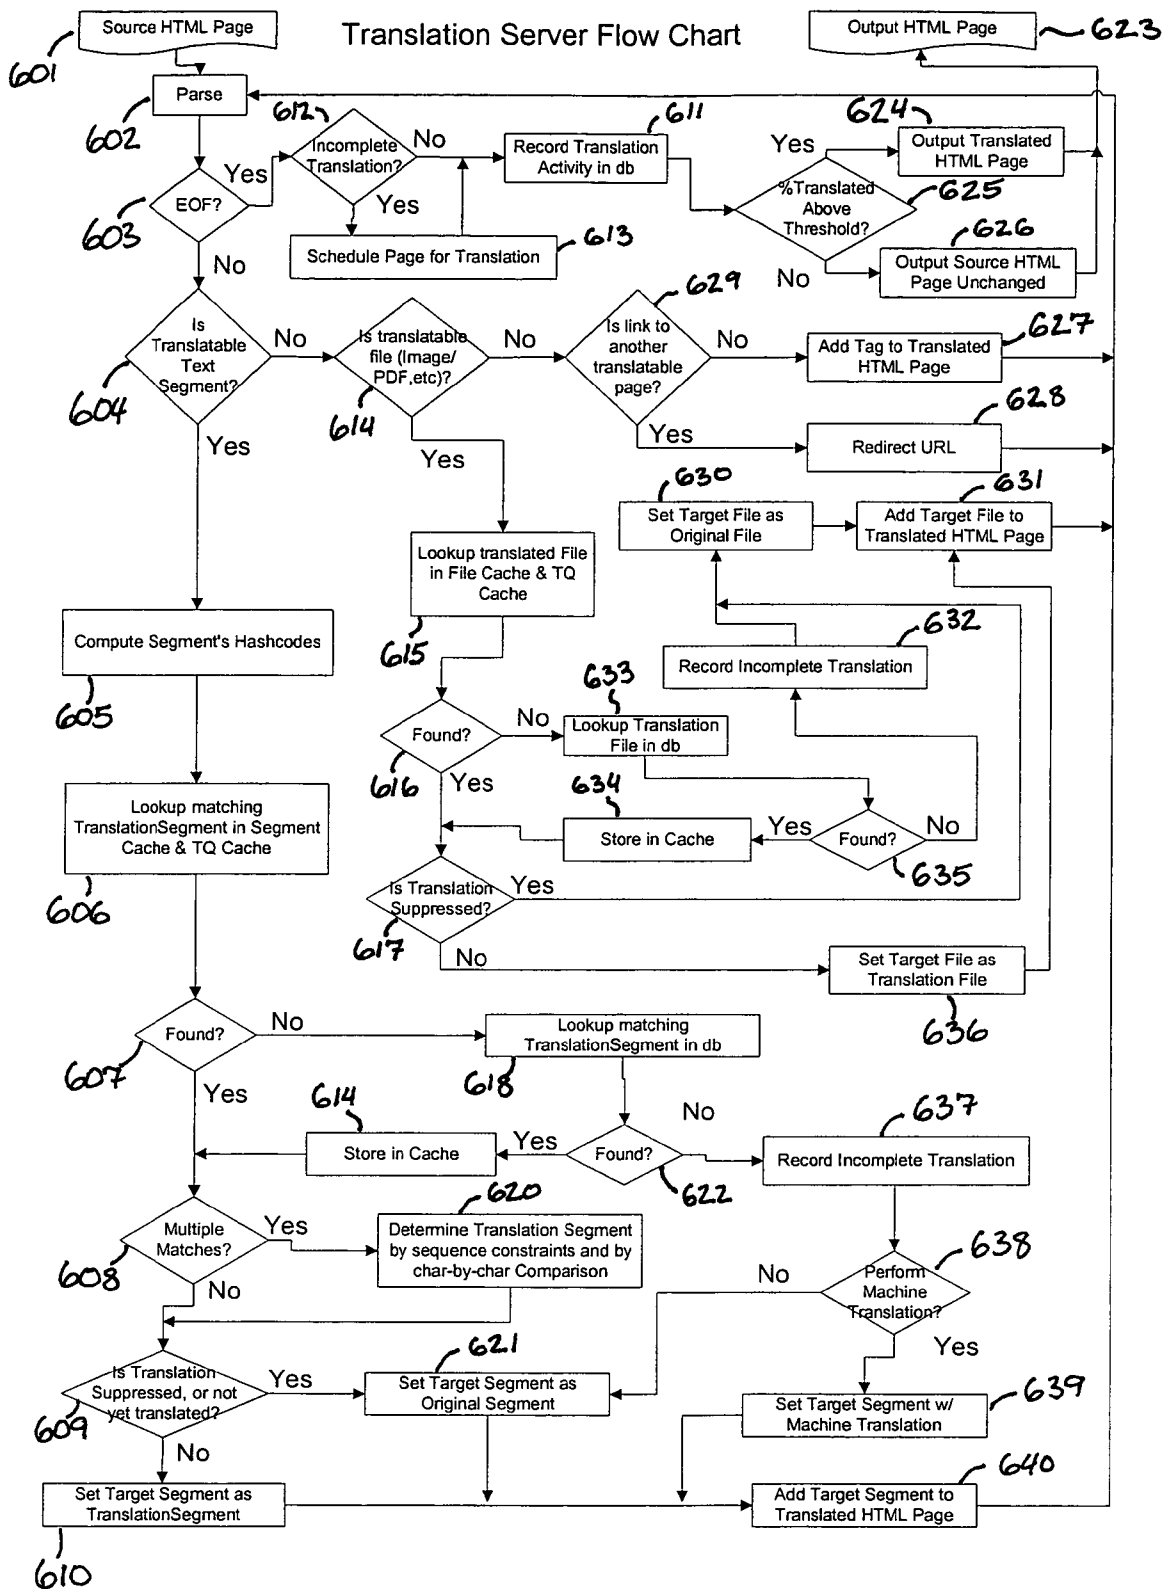 Source HTML Page
Translation Server Flow Chart
Output HTML Page
623
601
Parse
602
612
611
624
Incomplete
Translation?
No
Record Translation
Activity in db
Yes
Output Translated
HTML Page
Yes
EOF?
603
Yes
%Translated
Above
Threshold?
625
613
Schedule Page for Translation
626
No
No
Output Source HTML
Page Unchanged
629
Is
Translatable
Text
Segment?
604
No
Is translatable
file (Image/
PDF,etc)?
614
No
Is link to
another
translatable
page?
No
627
Add Tag to Translated
HTML Page
628
Yes
Yes
Yes
Redirect URL
630
631
Set Target File as
Original File
Add Target File to
Translated HTML Page
Lookup translated File
in File Cache & TQ
Cache
615
Compute Segment's Hashcodes
605
632
Record Incomplete Translation
633
Found?
616
No
Lookup Translation
File in db
Yes
634
Lookup matching
TranslationSegment in Segment
Cache & TQ Cache
606
Store in Cache
Yes
Found?
No
635
Is Translation
Suppressed?
617
Yes
No
Set Target File as
Translation File
636
Found?
607
No
Lookup matching
TranslationSegment in db
618
Yes
614
No
637
Store in Cache
Yes
Found?
622
Record Incomplete Translation
620
Multiple
Matches?
608
Yes
Determine Translation Segment
by sequence constraints and by
char-by-char Comparison
638
No
Perform
Machine
Translation?
No
Yes
621
Is Translation
Suppressed, or not
yet translated?
609
Yes
Set Target Segment as
Original Segment
639
Set Target Segment w/
Machine Translation
No
640
Set Target Segment as
TranslationSegment
610
Add Target Segment to
Translated HTML Page